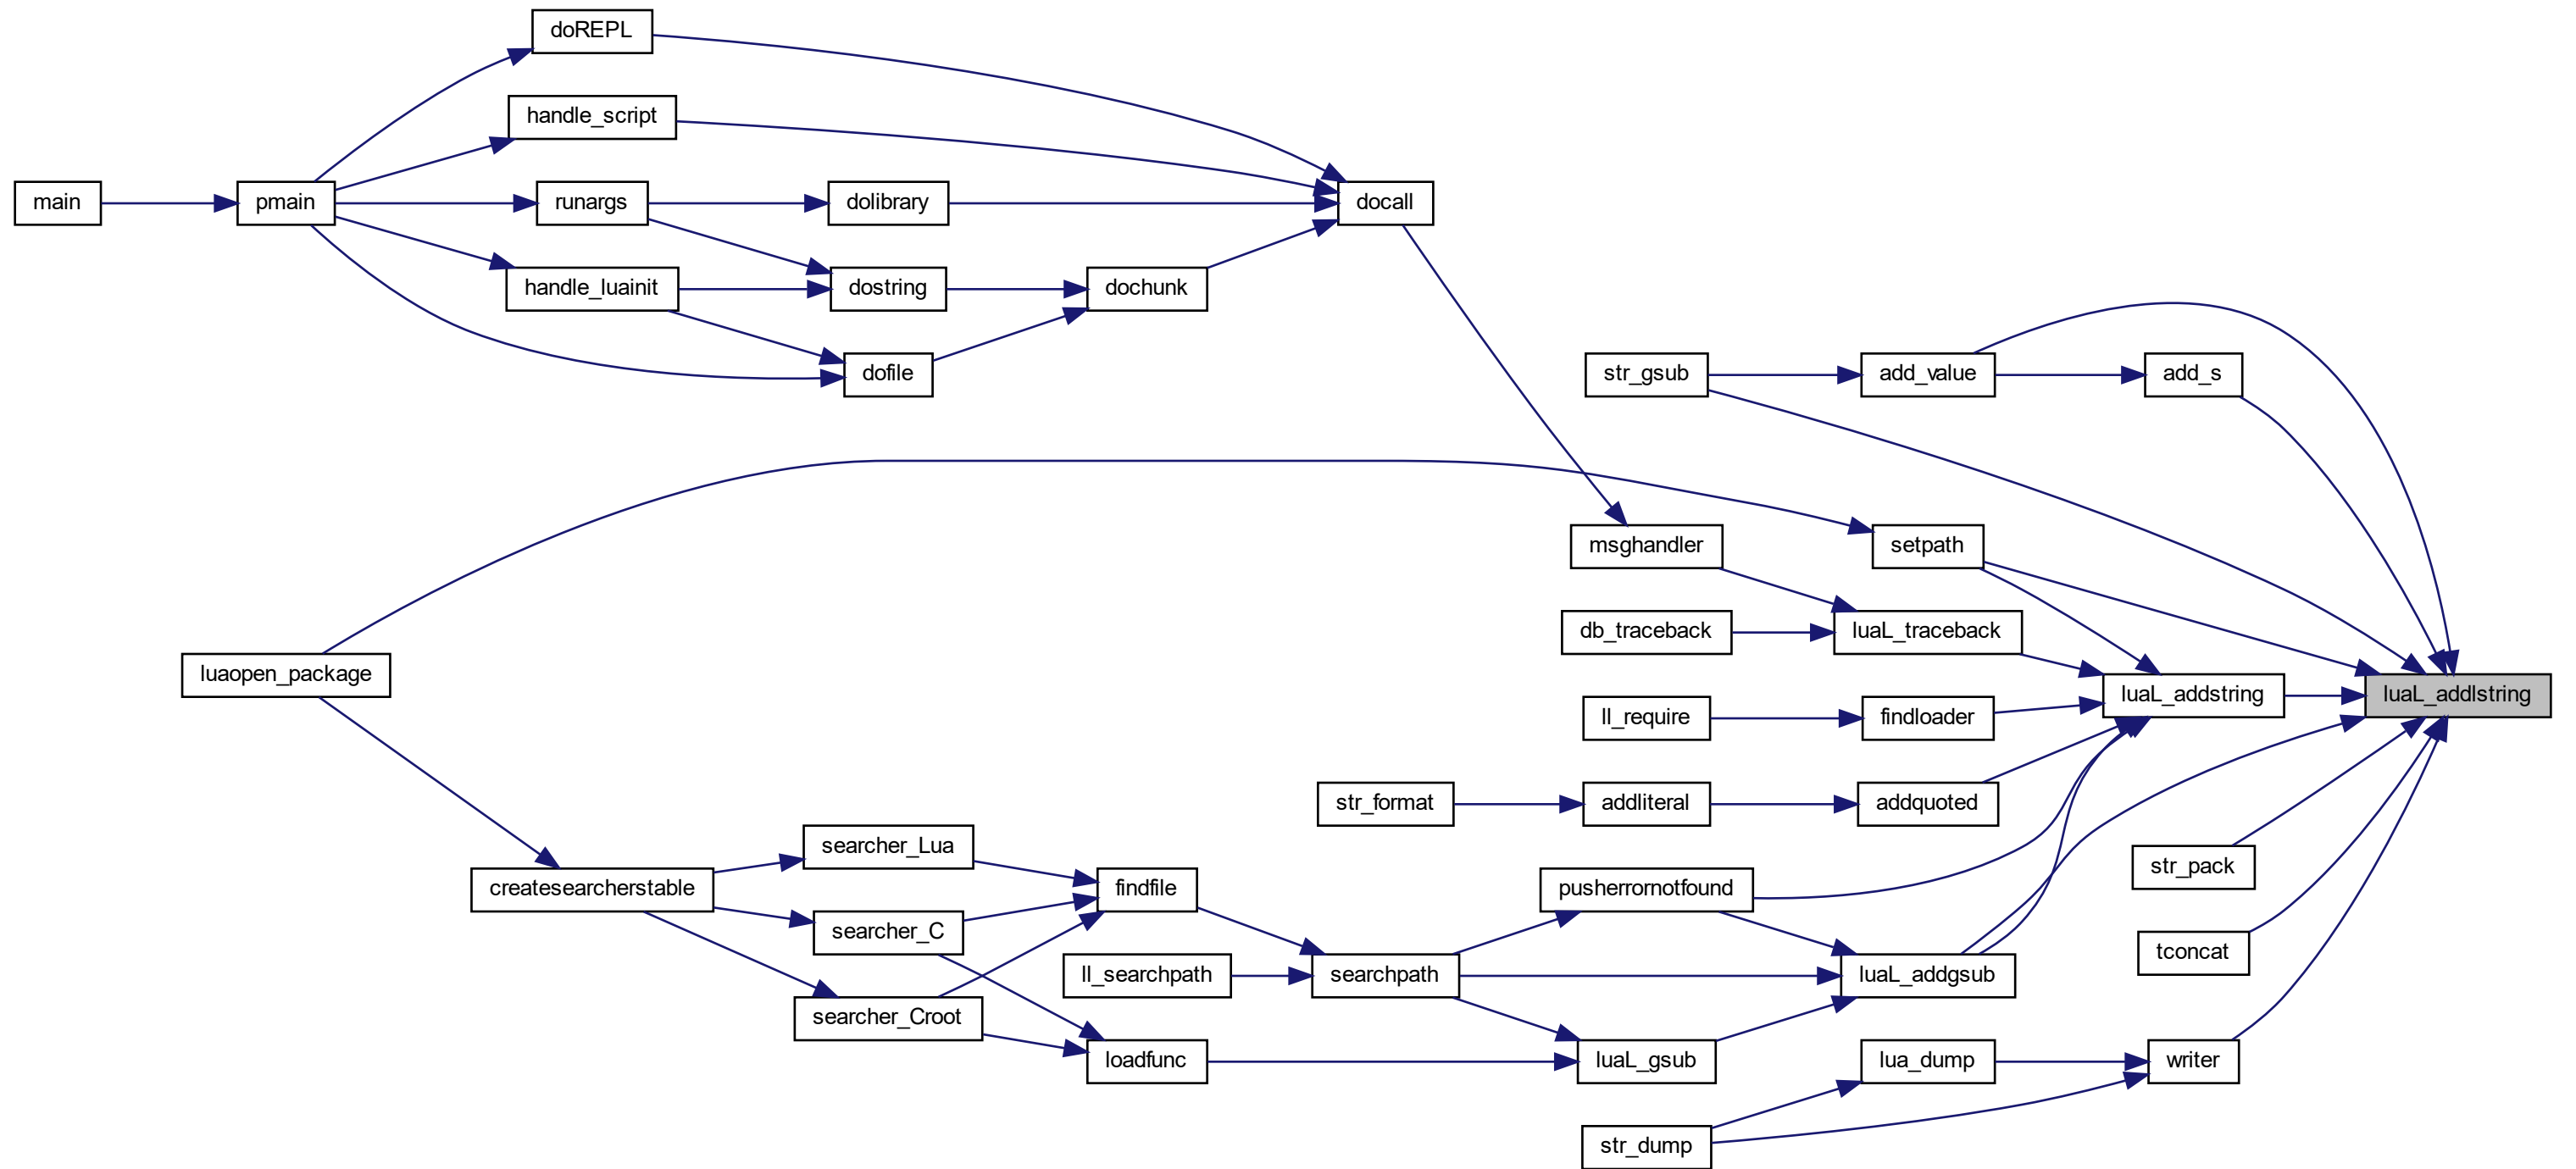 doREPL
handle_script
main
pmain
runargs
dolibrary
docall
handle_luainit
dostring
dochunk
dofile
str_gsub
add_value
add_s
msghandler
setpath
db_traceback
luaL_traceback
luaopen_package
luaL_addstring
luaL_addlstring
ll_require
findloader
str_format
addliteral
addquoted
searcher_Lua
str_pack
createsearcherstable
findfile
pusherrornotfound
searcher_C
tconcat
ll_searchpath
searchpath
luaL_addgsub
searcher_Croot
loadfunc
luaL_gsub
lua_dump
writer
str_dump